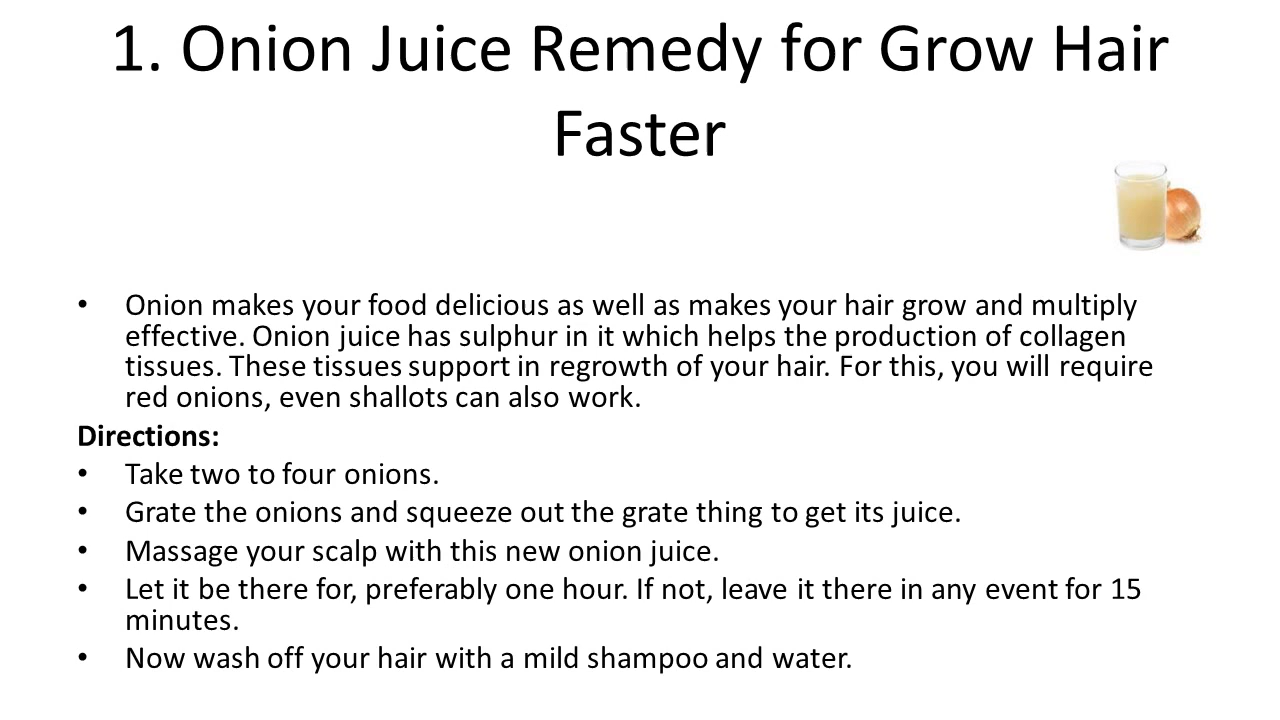 1. Onion Juice Remedy for Grow Hair
Faster
• Onion makes your food delicious as well as makes your hair grow and multiply
effective. Onion juice has sulphur in it which helps the production of collagen
tissues. These tissues support in regrowth of your hair. For this, you will require
red onions, even shallots can also work.
Directions:
• Take two to four onions.
• Grate the onions and squeeze out the grate thing to get its juice.
• Massage your scalp with this new onion juice.
• Let it be there for, preferably one hour. If not, leave it there in any event for 15
minutes.
• Now wash off your hair with a mild shampoo and water.